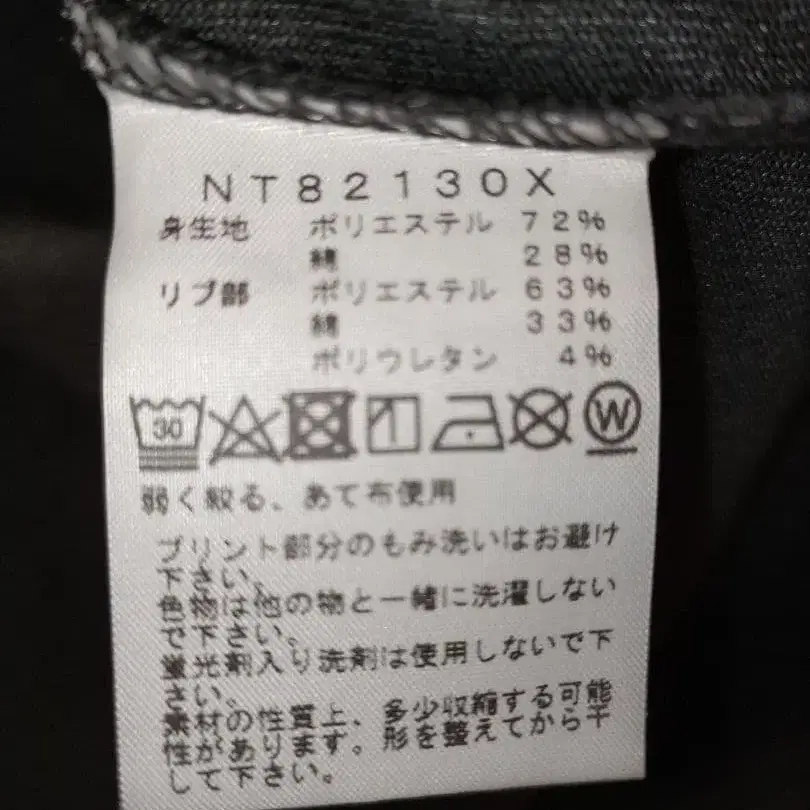 NT82130X
身生地 ポリエステル 72%
綿 28%
リブ部 ポリエステル 63%
綿 33%
ポリウレタン 4%
30 W
弱く絞る、あて布使用
プリント部分のもみ洗いはお避け
下さい。
色物は他の物と一緒に洗濯しない
で下さい。
蛍光剤入り洗剤は使用しないで下
さい。
素材の性質上、多少収縮する可能
性があります。形を整えてから干
して下さい。